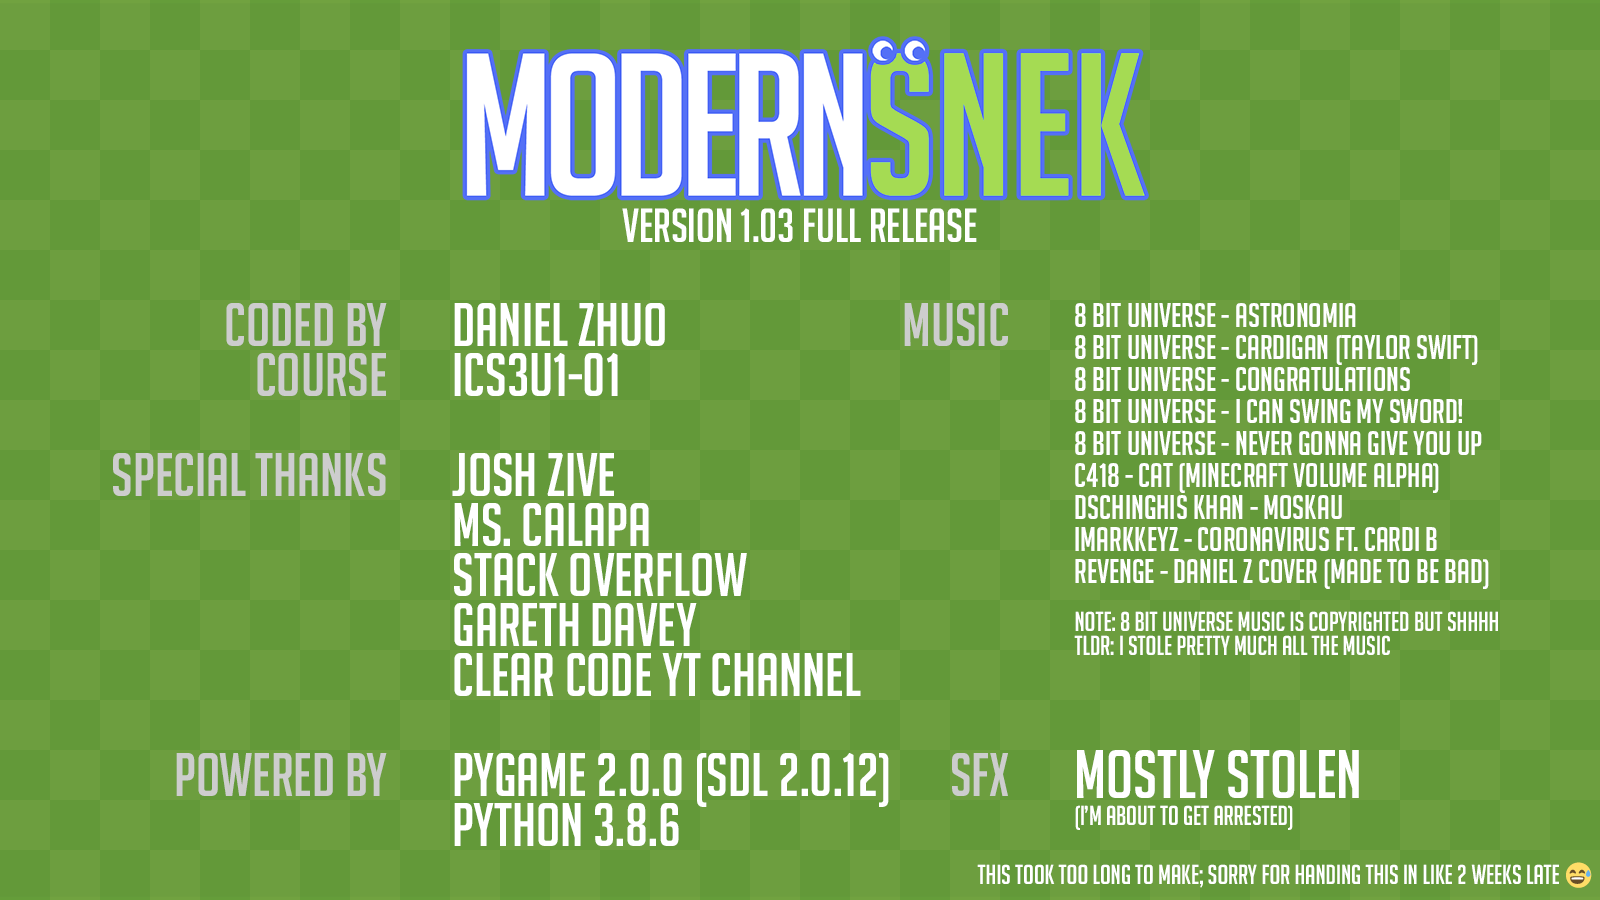 MODERNSNEK
VERSION 1.03 FULL RELEASE
CODED BY DANIEL ZHUO
COURSE ICS3U1-01
SPECIAL THANKS JOSH ZIVE
MS. CALAPA
STACK OVERFLOW
GARETH DAVEY
CLEAR CODE YT CHANNEL
POWERED BY PYGAME 2.0.0 (SDL 2.0.12)
PYTHON 3.8.6
MUSIC 8 BIT UNIVERSE - ASTRONOMIA
8 BIT UNIVERSE - CARDIGAN (TAYLOR SWIFT)
8 BIT UNIVERSE - CONGRATULATIONS
8 BIT UNIVERSE - I CAN SWING MY SWORD!
8 BIT UNIVERSE - NEVER GONNA GIVE YOU UP
C418 - CAT (MINECRAFT VOLUME ALPHA)
DSCHINGHIS KHAN - MOSKAU
IMARKKEYZ - CORONAVIRUS FT. CARDI B
REVENGE - DANIEL Z COVER (MADE TO BE BAD)
NOTE: 8 BIT UNIVERSE MUSIC IS COPYRIGHTED BUT SHHHH
TLDR: I STOLE PRETTY MUCH ALL THE MUSIC
SFX MOSTLY STOLEN
(I'M ABOUT TO GET ARRESTED)
THIS TOOK TOO LONG TO MAKE; SORRY FOR HANDING THIS IN LIKE 2 WEEKS LATE 😅